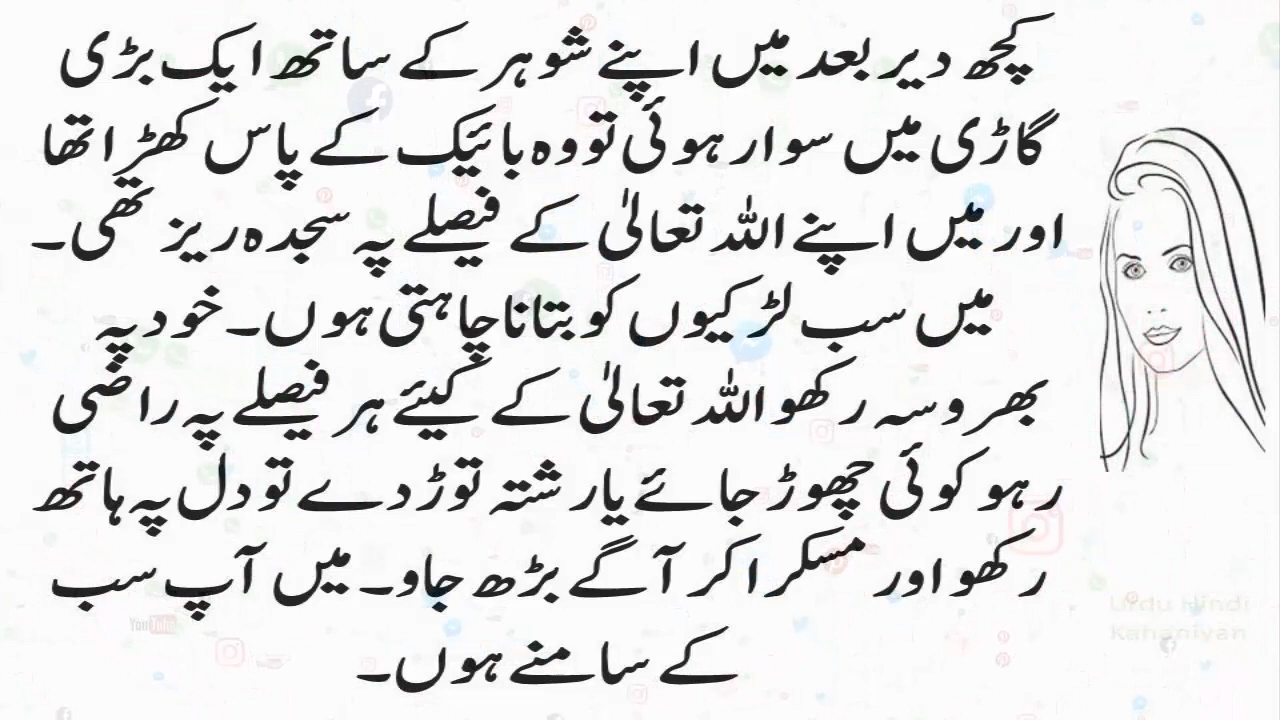 کچھ دیر بعد میں اپنے شوہر کے ساتھ ایک بڑی
گاڑی میں سوار ہوئی تو وہ بائیک کے پاس کھڑا تھا
اور میں اپنے اللہ تعالیٰ کے فیصلے پہ سجدہ ریز تھی۔
میں سب لڑکیوں کو بتانا چاہتی ہوں۔ خود پہ
بھروسہ رکھو اللہ تعالیٰ کے کیئے ہر فیصلے پہ راضی
رہو کوئی چھوڑ جائے یا رشتہ توڑ دے تو دل پہ ہاتھ
رکھو اور مسکرا کر آگے بڑھ جاو۔ میں آپ سب
کے سامنے ہوں۔
Urdu Hindi
Kahaniyan
YouTube